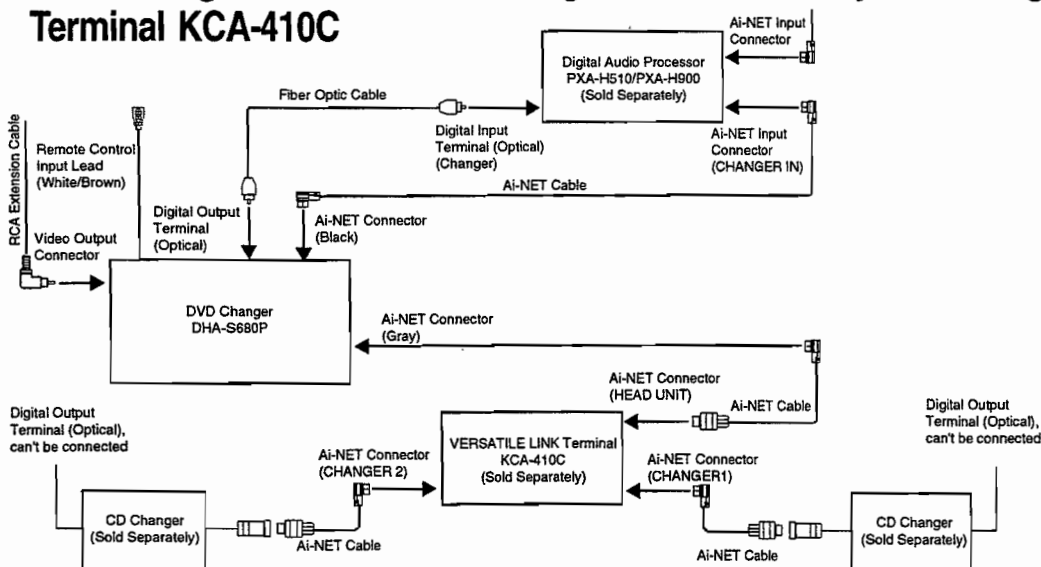 Terminal KCA-410C
Ai-NET Input
Connector
Digital Audio Processor
PXA-H510/PXA-H900
(Sold Separately)
Fiber Optic Cable
RCA Extension Cable
Remote Control
Input Lead
(White/Brown)
Digital Input
Terminal (Optical)
(Changer)
Ai-NET Input
Connector
(CHANGER IN)
Ai-NET Cable
Digital Output
Terminal
(Optical)
Ai-NET Connector
(Black)
Video Output
Connector
DVD Changer
DHA-S680P
Ai-NET Connector
(Gray)
Ai-NET Connector
(HEAD UNIT)
Ai-NET Cable
Digital Output
Terminal (Optical),
can't be connected
Digital Output
Terminal (Optical),
can't be connected
VERSATILE LINK Terminal
KCA-410C
(Sold Separately)
Ai-NET Connector
(CHANGER 2)
Ai-NET Connector
(CHANGER1)
CD Changer
(Sold Separately)
Ai-NET Cable
Ai-NET Cable
CD Changer
(Sold Separately)